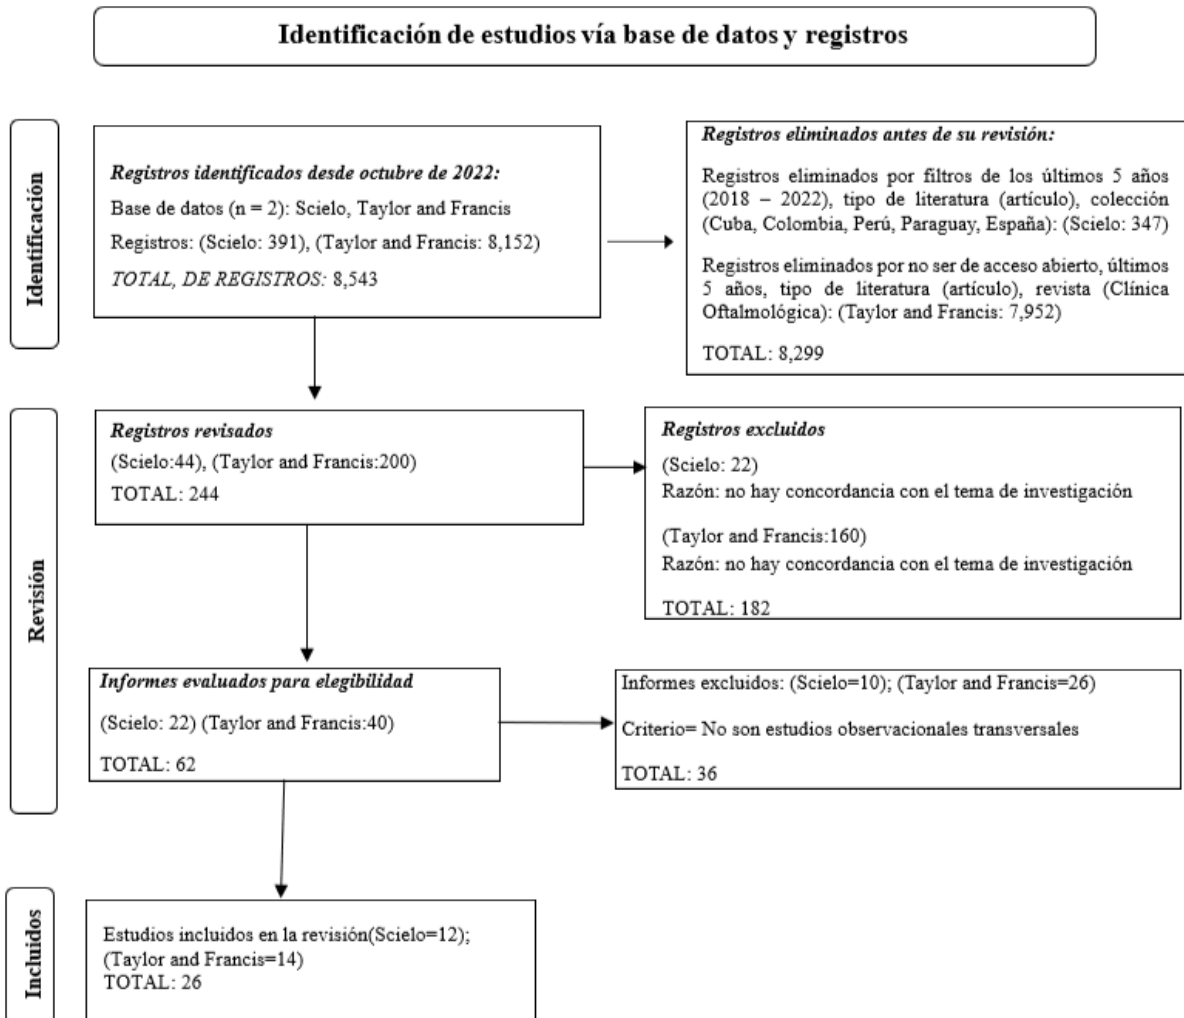 Identificación de estudios vía base de datos y registros
Identificación
Registros identificados desde octubre de 2022:
Base de datos (n = 2): Scielo, Taylor and Francis
Registros: (Scielo: 391), (Taylor and Francis: 8,152)
TOTAL, DE REGISTROS: 8,543
Registros eliminados antes de su revisión:
Registros eliminados por filtros de los últimos 5 años
(2018 – 2022), tipo de literatura (artículo), colección
(Cuba, Colombia, Perú, Paraguay, España): (Scielo: 347)
Registros eliminados por no ser de acceso abierto, últimos
5 años, tipo de literatura (artículo), revista (Clínica
Oftalmológica): (Taylor and Francis: 7,952)
TOTAL: 8,299
Revisión
Registros revisados
(Scielo:44), (Taylor and Francis:200)
TOTAL: 244
Registros excluidos
(Scielo: 22)
Razón: no hay concordancia con el tema de investigación
(Taylor and Francis:160)
Razón: no hay concordancia con el tema de investigación
TOTAL: 182
Informes evaluados para elegibilidad
(Scielo: 22) (Taylor and Francis:40)
TOTAL: 62
Informes excluidos: (Scielo=10); (Taylor and Francis=26)
Criterio= No son estudios observacionales transversales
TOTAL: 36
Incluidos
Estudios incluidos en la revisión(Scielo=12);
(Taylor and Francis=14)
TOTAL: 26